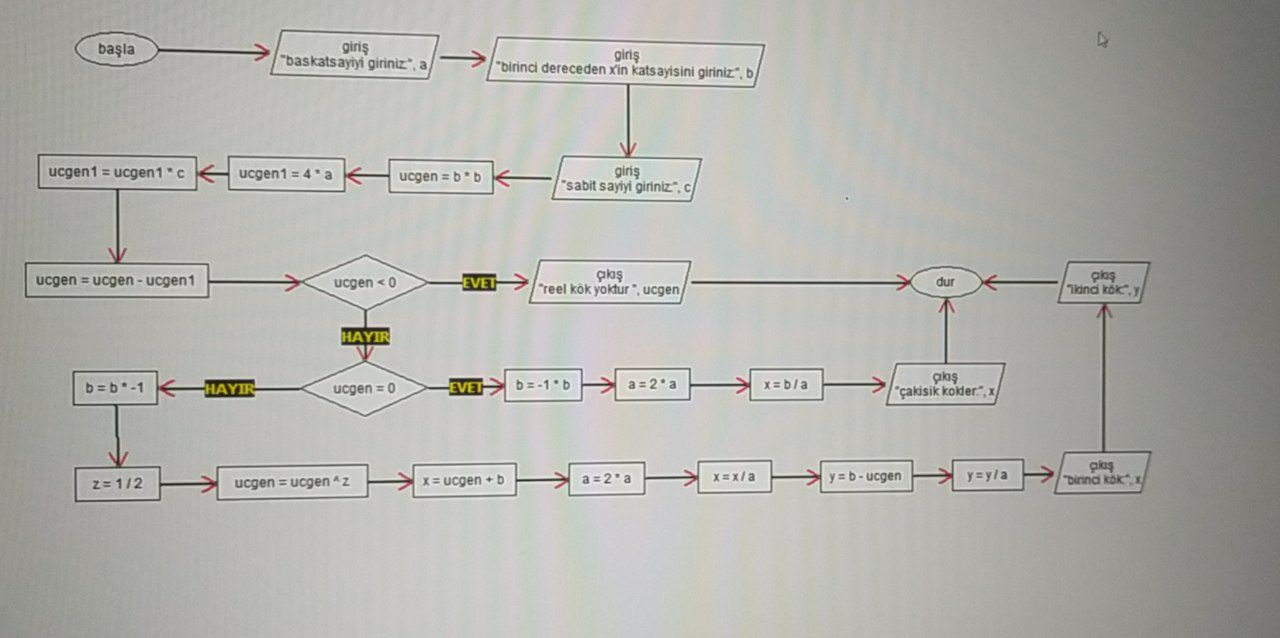 başla
giriş
"baskatsayiyi giriniz:", a
giriş
"birinci dereceden x'in katsayisini giriniz:", b
giriş
"sabit sayiyi giriniz:", c
ucgen = b * b
ucgen1 = 4 * a
ucgen1 = ucgen1 * c
ucgen = ucgen - ucgen1
ucgen < 0
EVET
çıkış
"reel kök yoktur ", ucgen
dur
HAYIR
ucgen = 0
EVET
b = -1 * b
a = 2 * a
x = b / a
çıkış
"çakisik kokler:", x
HAYIR
b = b * -1
z = 1 / 2
ucgen = ucgen ^ z
x = ucgen + b
a = 2 * a
x = x / a
y = b - ucgen
y = y / a
çıkış
"birinci kök:", x
çıkış
"ikinci kök:", y